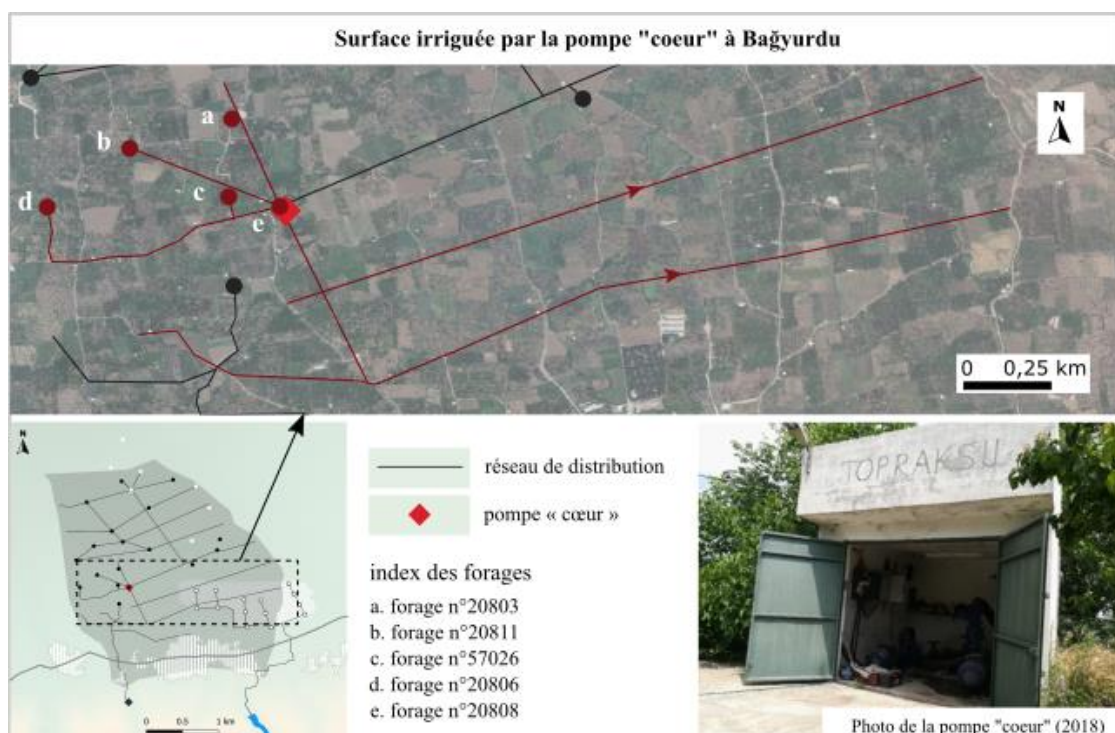 Surface irriguée par la pompe "coeur" à Bağyurdu
a
b
c
d
e
N
0 0,25 km
N
0 0.5 1 km
réseau de distribution
pompe « cœur »
index des forages
a. forage n°20803
b. forage n°20811
c. forage n°57026
d. forage n°20806
e. forage n°20808
TOPRAKSU
Photo de la pompe "coeur" (2018)